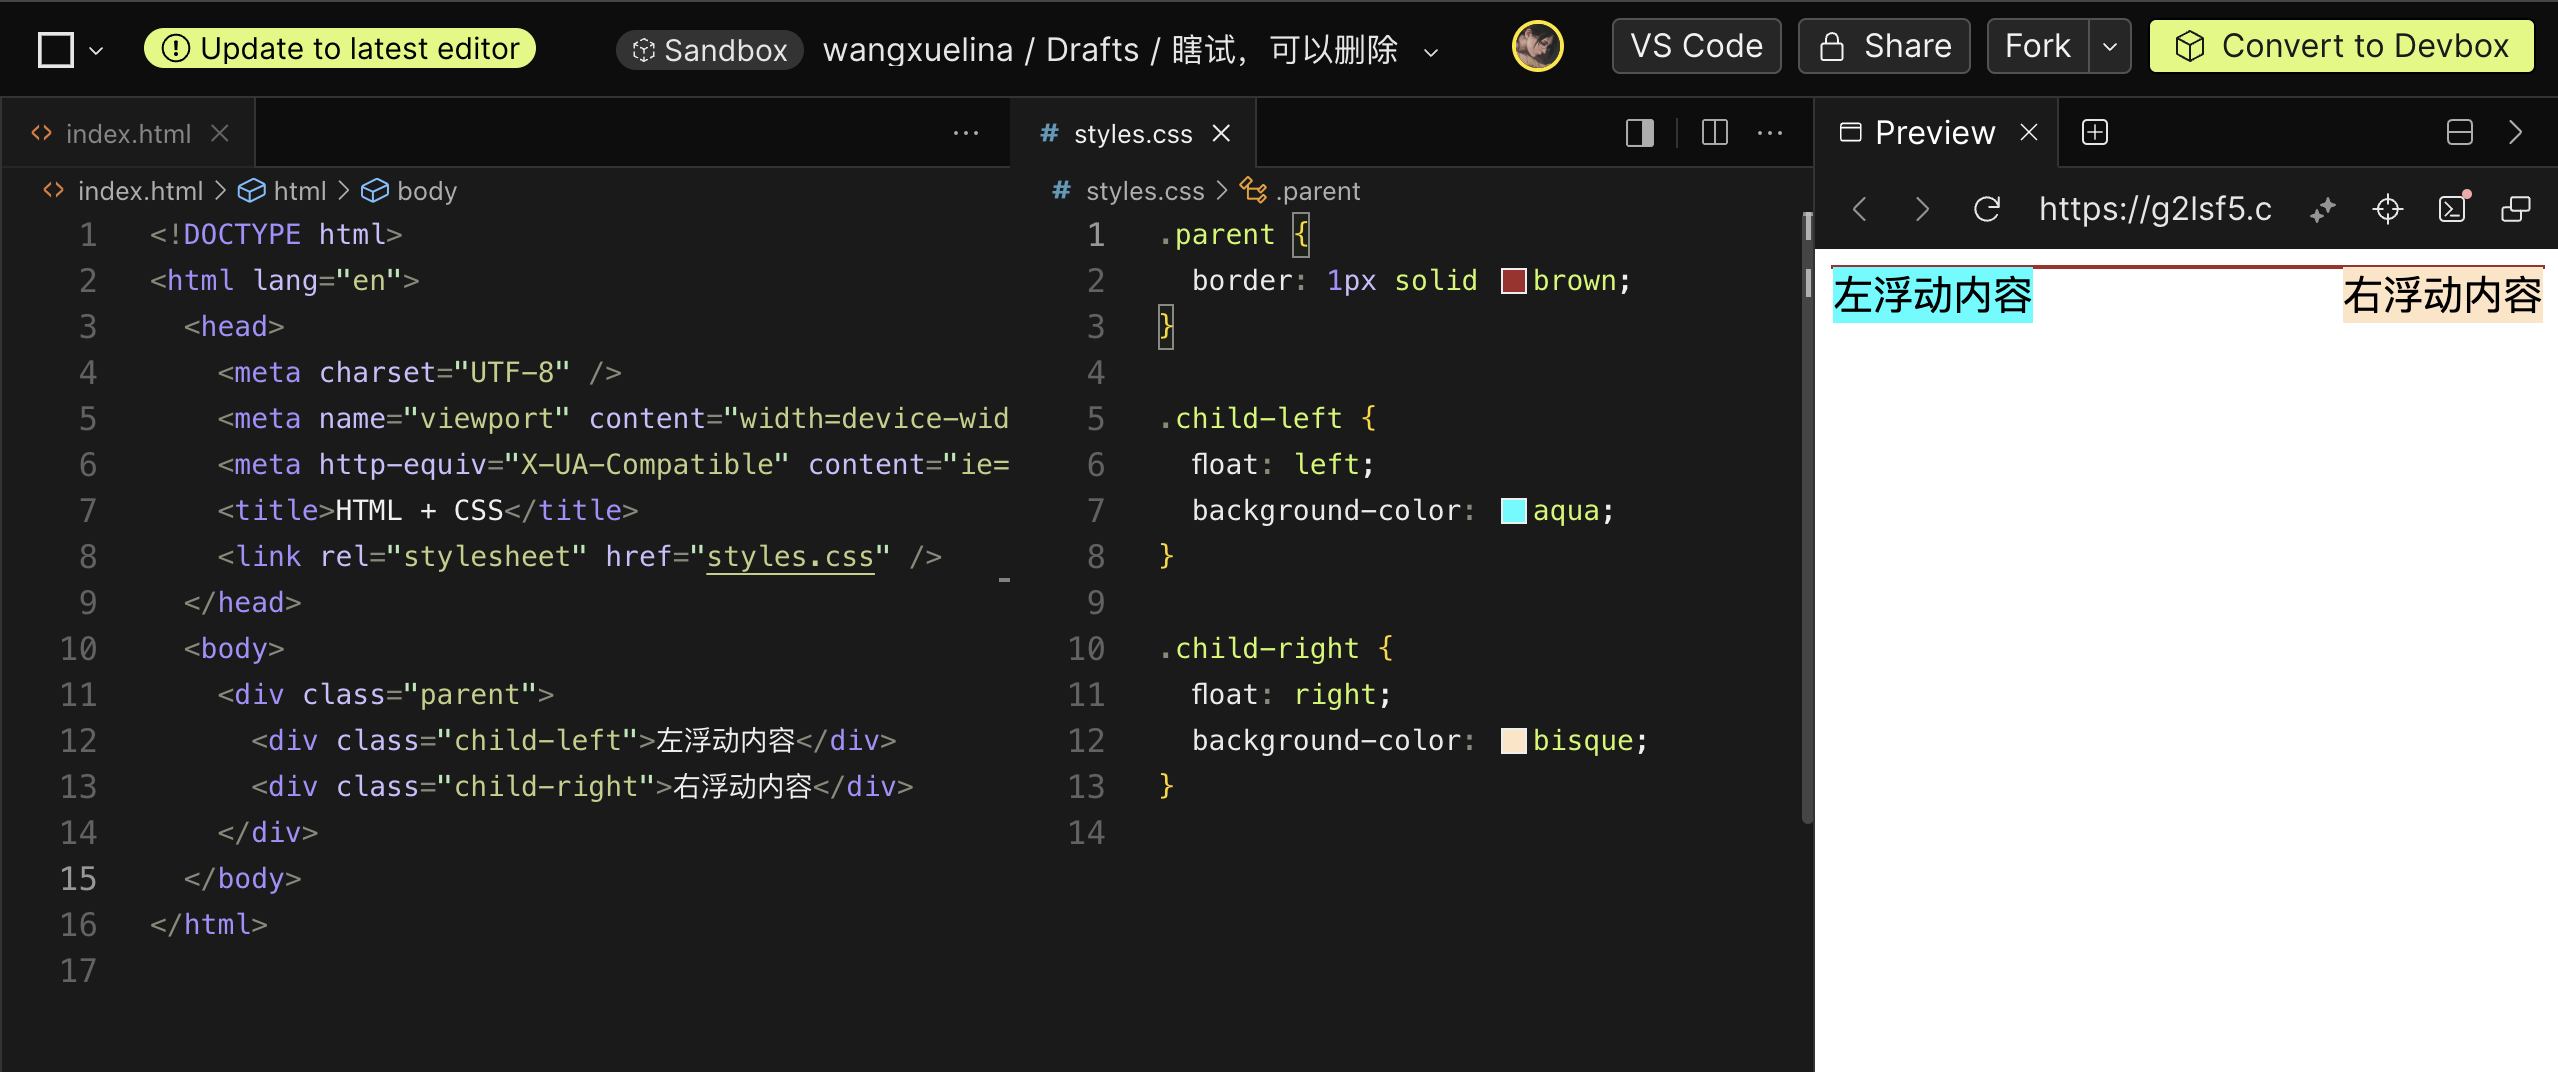 Update to latest editor
Sandbox wangxuelina / Drafts / 瞎试，可以删除
VS Code
Share
Fork
Convert to Devbox
index.html
index.html > html > body
1 <!DOCTYPE html>
2 <html lang="en">
3 <head>
4 <meta charset="UTF-8" />
5 <meta name="viewport" content="width=device-wid
6 <meta http-equiv="X-UA-Compatible" content="ie=
7 <title>HTML + CSS</title>
8 <link rel="stylesheet" href="styles.css" />
9 </head>
10 <body>
11 <div class="parent">
12 <div class="child-left">左浮动内容</div>
13 <div class="child-right">右浮动内容</div>
14 </div>
15 </body>
16 </html>
17
# styles.css
# styles.css > .parent
1 .parent {
2 border: 1px solid brown;
3 }
4
5 .child-left {
6 float: left;
7 background-color: aqua;
8 }
9
10 .child-right {
11 float: right;
12 background-color: bisque;
13 }
14
Preview
https://g2lsf5.c
左浮动内容
右浮动内容